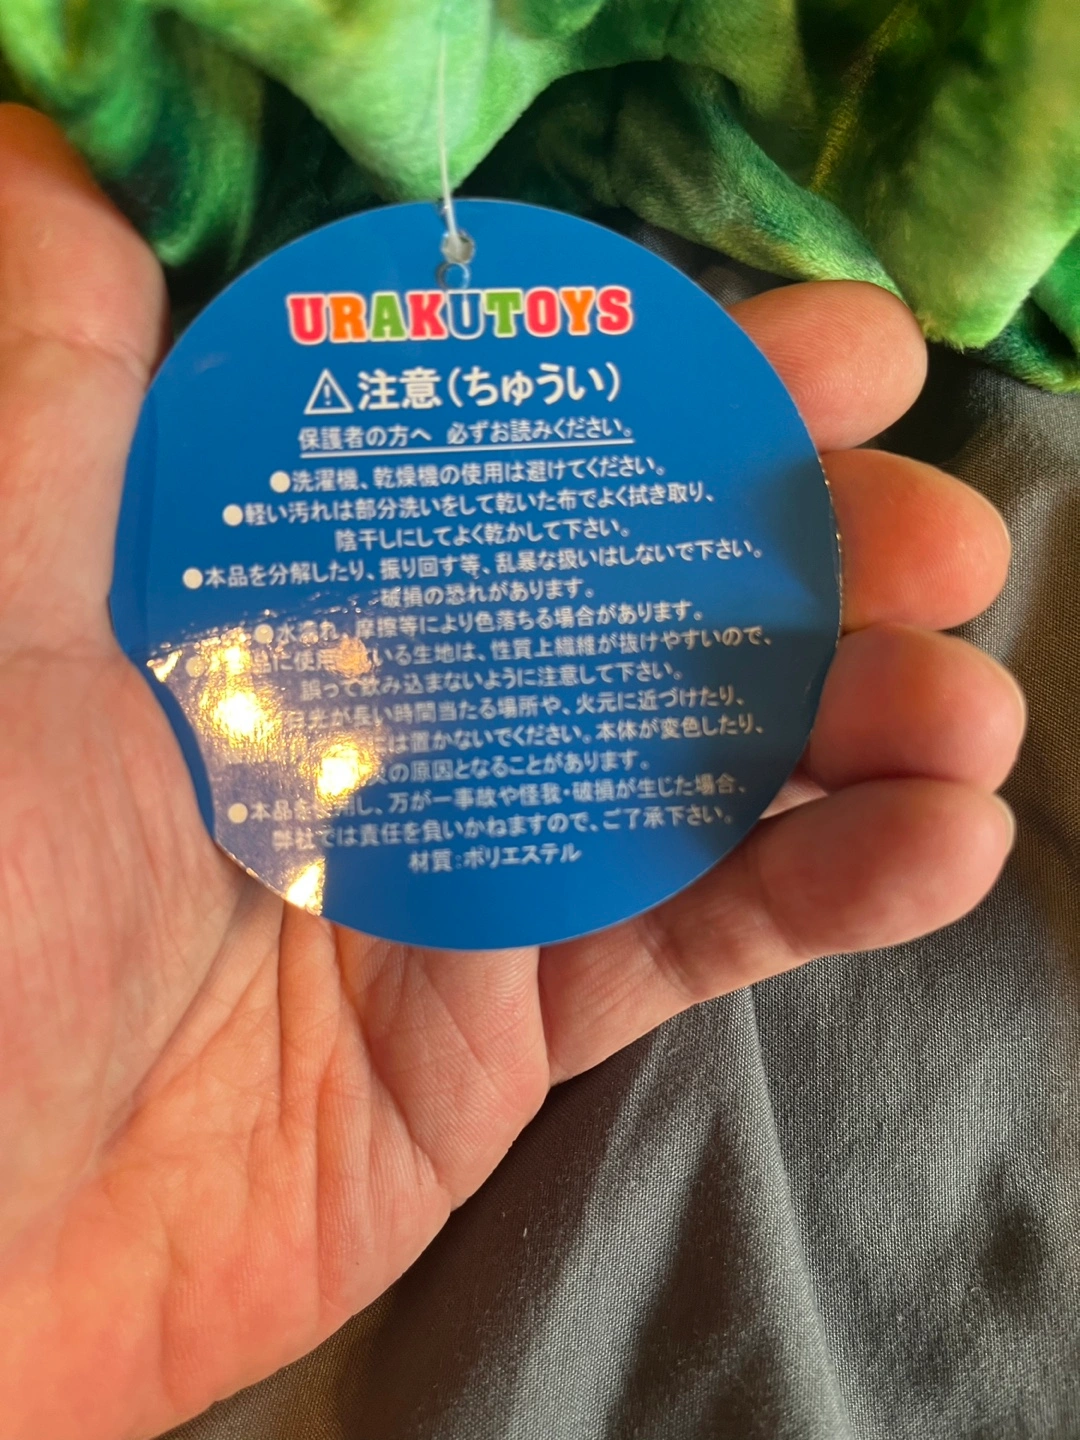 URAKUTOYS
注意(ちゅうい)
保護者の方へ 必ずお読みください。
●洗濯機、乾燥機の使用は避けてください。
●軽い汚れは部分洗いをして乾いた布でよく拭き取り、
陰干しにしてよく乾かして下さい。
●本品を分解したり、振り回す等、乱暴な扱いはしないで下さい。
破損の恐れがあります。
●水濡れ、摩擦等により色落ちる場合があります。
●品に使用いる生地は、性質上繊維が抜けやすいので、
誤って飲み込まないように注意して下さい。
日光が長い時間当たる場所や、火元に近づけたり、
は置かないでください。本体が変色したり、
の原因となることがあります。
●本品をし、万が一事故や怪我・破損が生じた場合、
弊社では責任を負いかねますので、ご了承下さい。
材質:ポリエステル